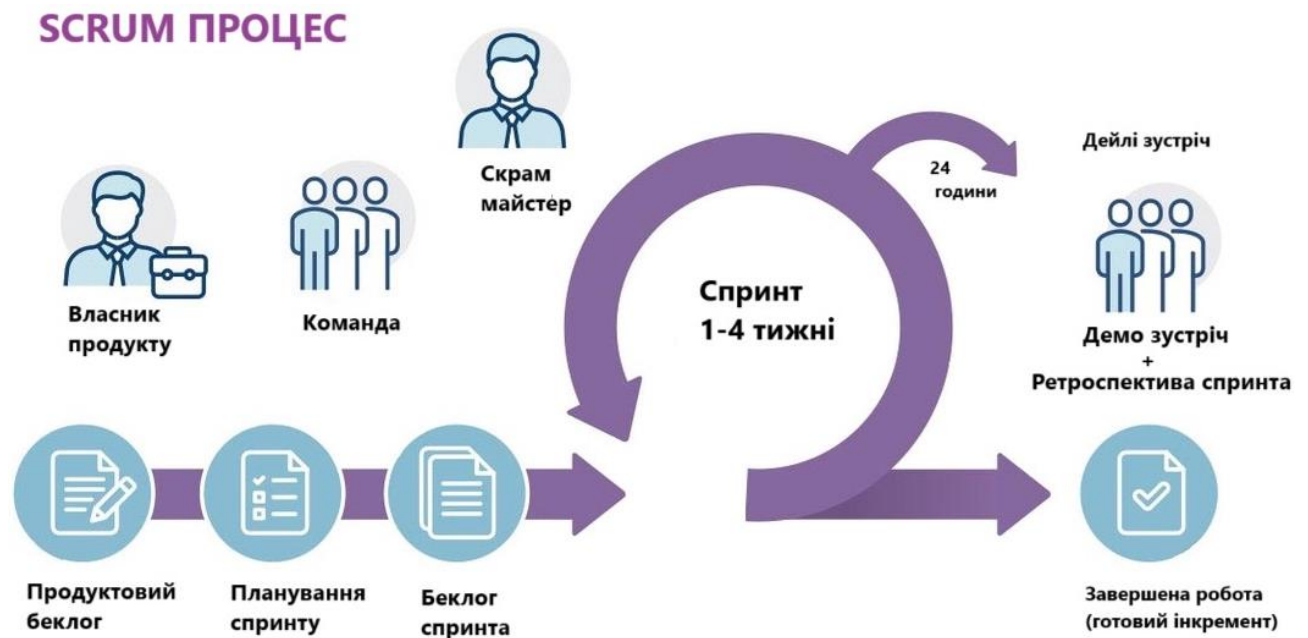 SCRUM ПРОЦЕС
Скрам
майстер
Власник
продукту
Команда
24
години
Дейлі зустріч
Спринт
1-4 тижні
Демо зустріч
+
Ретроспектива спринта
Продуктовий
беклог
Планування
спринту
Беклог
спринта
Завершена робота
(готовий інкремент)